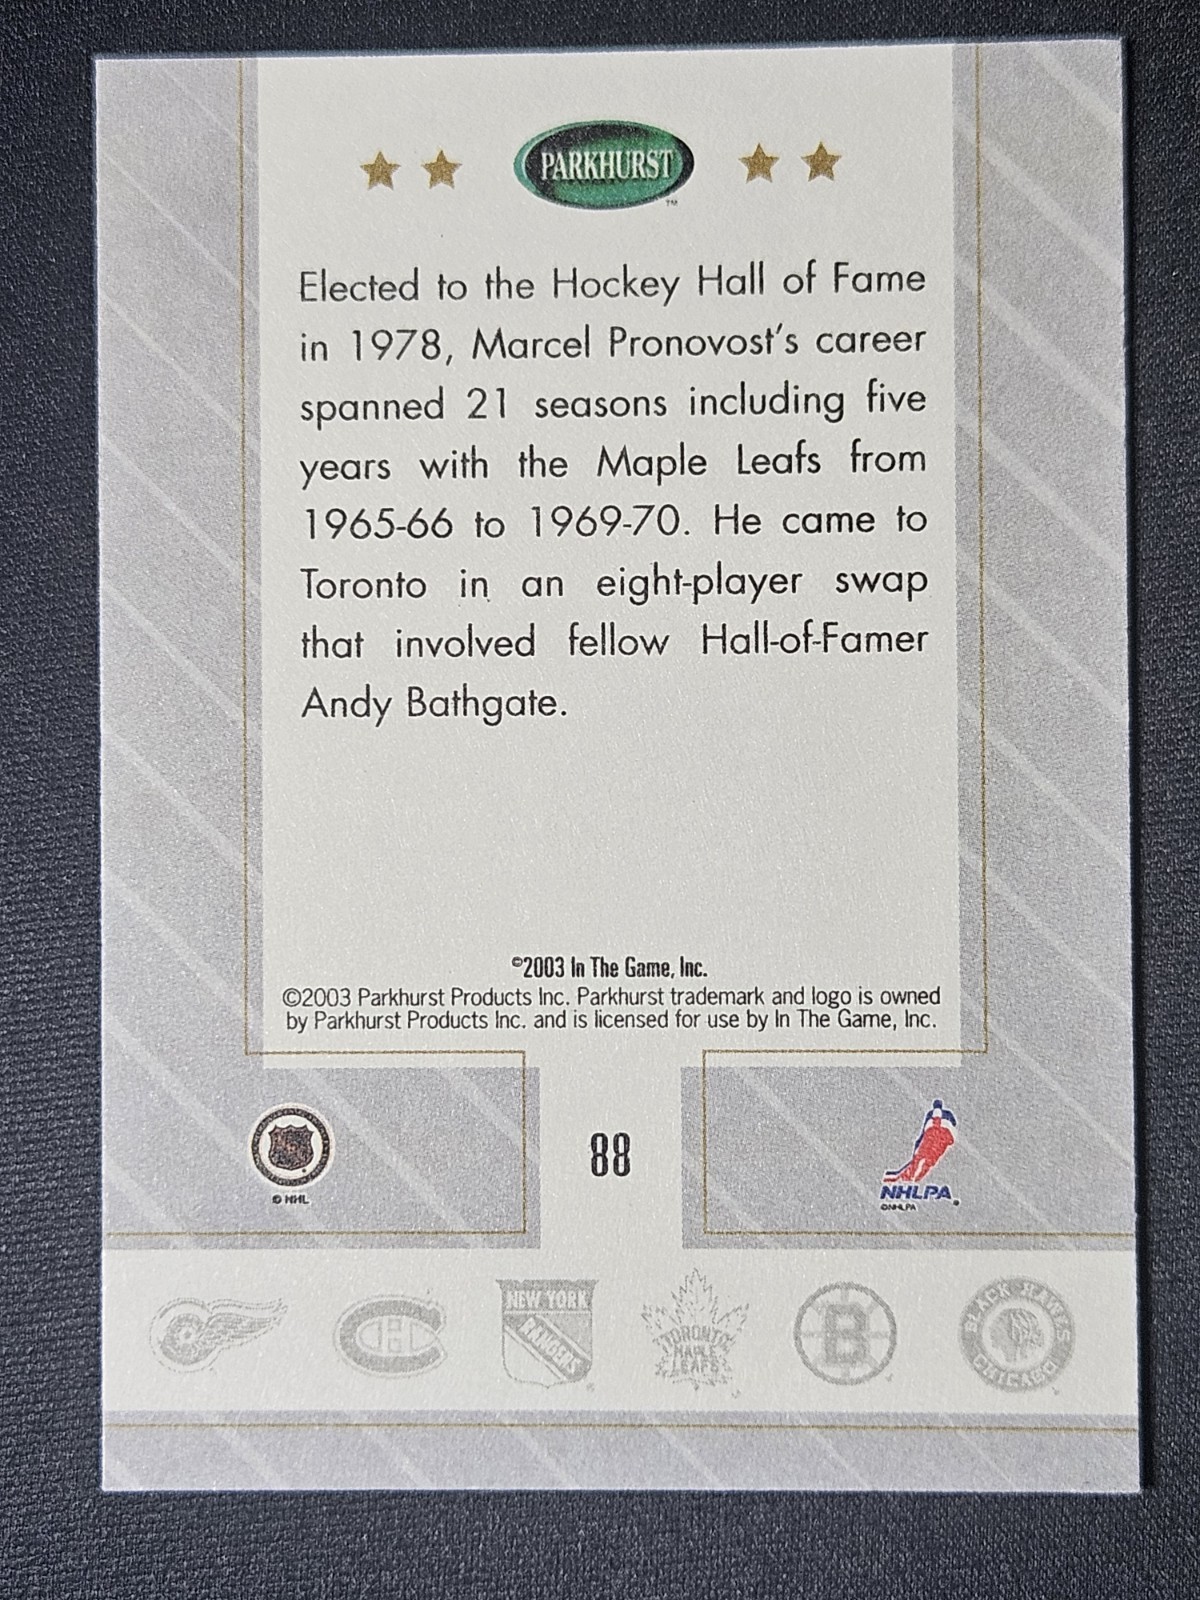 PARKHURST
TM
Elected to the Hockey Hall of Fame
in 1978, Marcel Pronovost's career
spanned 21 seasons including five
years with the Maple Leafs from
1965-66 to 1969-70. He came to
Toronto in an eight-player swap
that involved fellow Hall-of-Famer
Andy Bathgate.
©2003 In The Game, Inc.
©2003 Parkhurst Products Inc. Parkhurst trademark and logo is owned
by Parkhurst Products Inc. and is licensed for use by In The Game, Inc.
88
© NHL
NHLPA
©NHLPA
CH
NEW YORK
RANGERS
TORONTO
MAPLE
LEAFS
B
BLACK HAWKS
CHICAGO